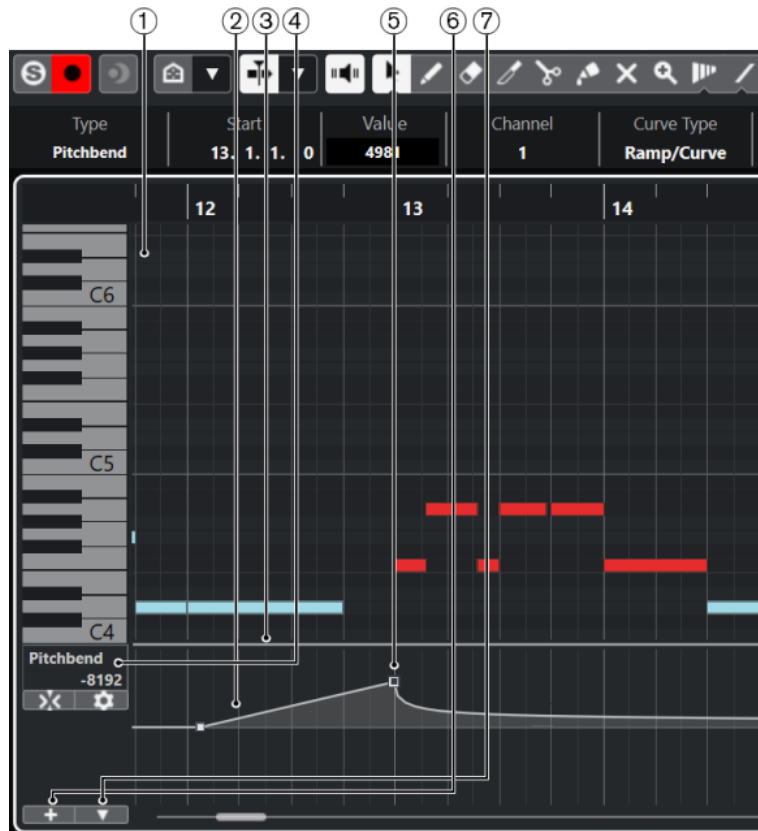 ① ② ③ ④ ⑤ ⑥ ⑦
S
Type Start Value Channel Curve Type
Pitchbend 13. 1. 1. 0 4981 1 Ramp/Curve
12 13 14
C6
C5
C4
Pitchbend
-8192